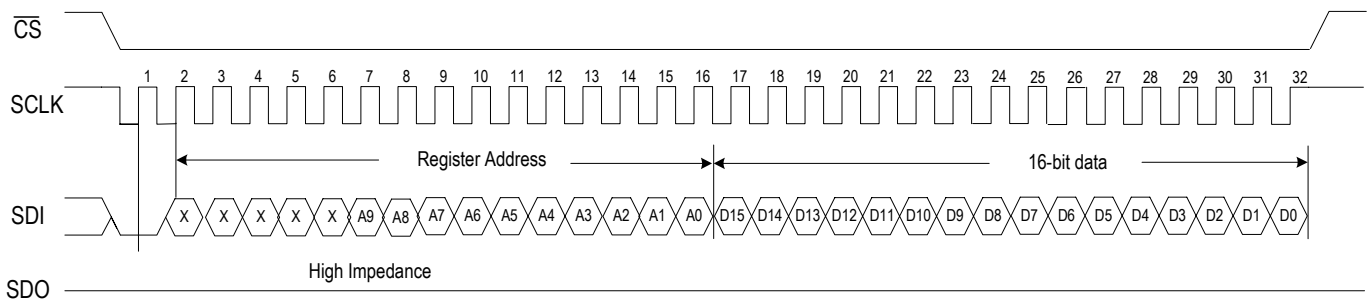 CS
1 2 3 4 5 6 7 8 9 10 11 12 13 14 15 16 17 18 19 20 21 22 23 24 25 26 27 28 29 30 31 32
SCLK
Register Address 16-bit data
SDI X X X X X A9 A8 A7 A6 A5 A4 A3 A2 A1 A0 D15 D14 D13 D12 D11 D10 D9 D8 D7 D6 D5 D4 D3 D2 D1 D0
High Impedance
SDO